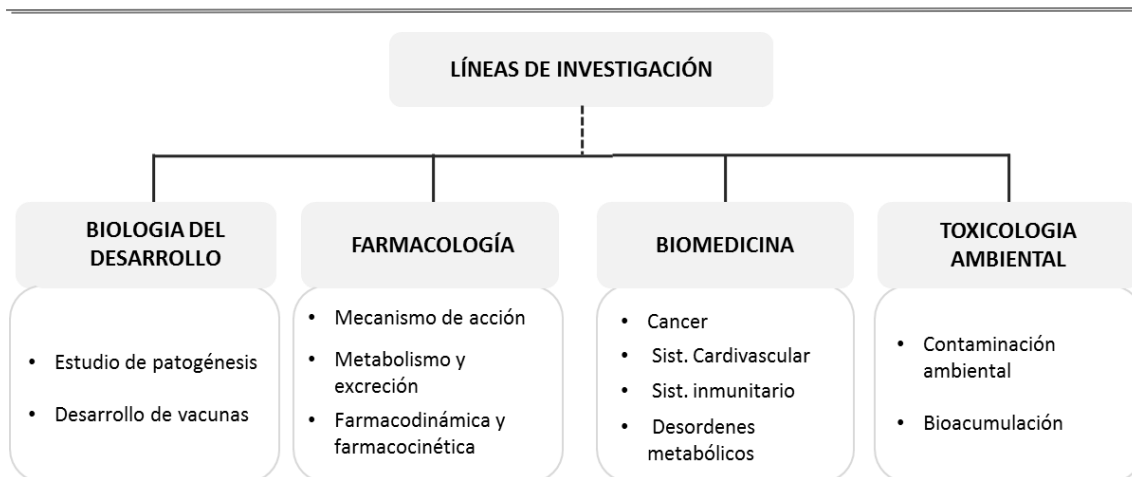 LÍNEAS DE INVESTIGACIÓN
BIOLOGIA DEL
DESARROLLO
• Estudio de patogénesis
• Desarrollo de vacunas
FARMACOLOGÍA
• Mecanismo de acción
• Metabolismo y
excreción
• Farmacodinámica y
farmacocinética
BIOMEDICINA
• Cancer
• Sist. Cardivascular
• Sist. inmunitario
• Desordenes
metabólicos
TOXICOLOGIA
AMBIENTAL
• Contaminación
ambiental
• Bioacumulación